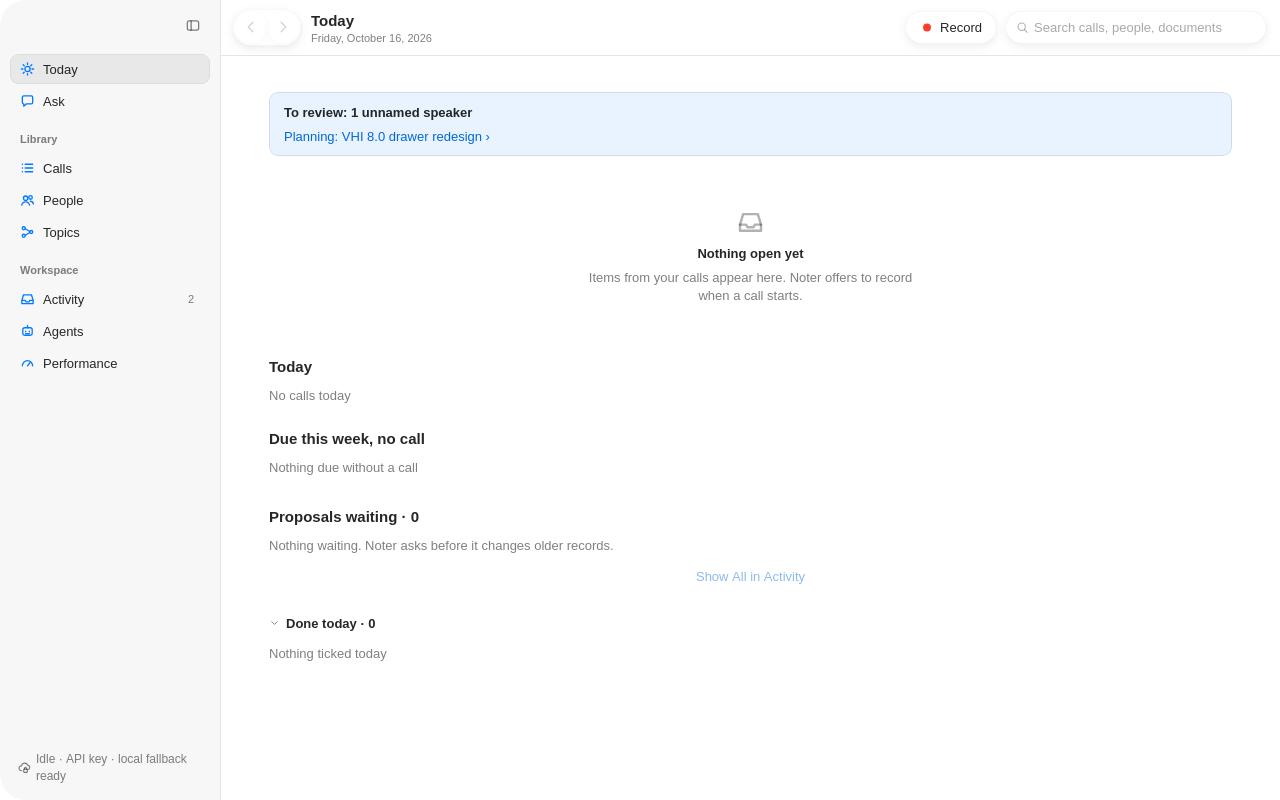 Today
Ask
Library
Calls
People
Topics
Workspace
Activity 2
Agents
Performance
Idle · API key · local fallback
ready
Today
Friday, October 16, 2026
Record
Search calls, people, documents
To review: 1 unnamed speaker
Planning: VHI 8.0 drawer redesign ›
Nothing open yet
Items from your calls appear here. Noter offers to record
when a call starts.
Today
No calls today
Due this week, no call
Nothing due without a call
Proposals waiting · 0
Nothing waiting. Noter asks before it changes older records.
Show All in Activity
Done today · 0
Nothing ticked today